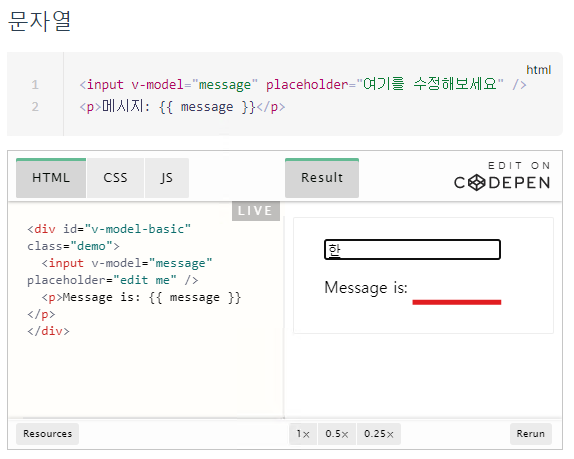 문자열
html
1 <input v-model="message" placeholder="여기를 수정해보세요" />
2 <p>메시지: {{ message }}</p>
HTML CSS JS Result EDIT ON
CODEPEN
LIVE
<div id="v-model-basic"
class="demo">
<input v-model="message"
placeholder="edit me" />
<p>Message is: {{ message }}
</p>
</div>
한
Message is:
Resources 1× 0.5× 0.25× Rerun